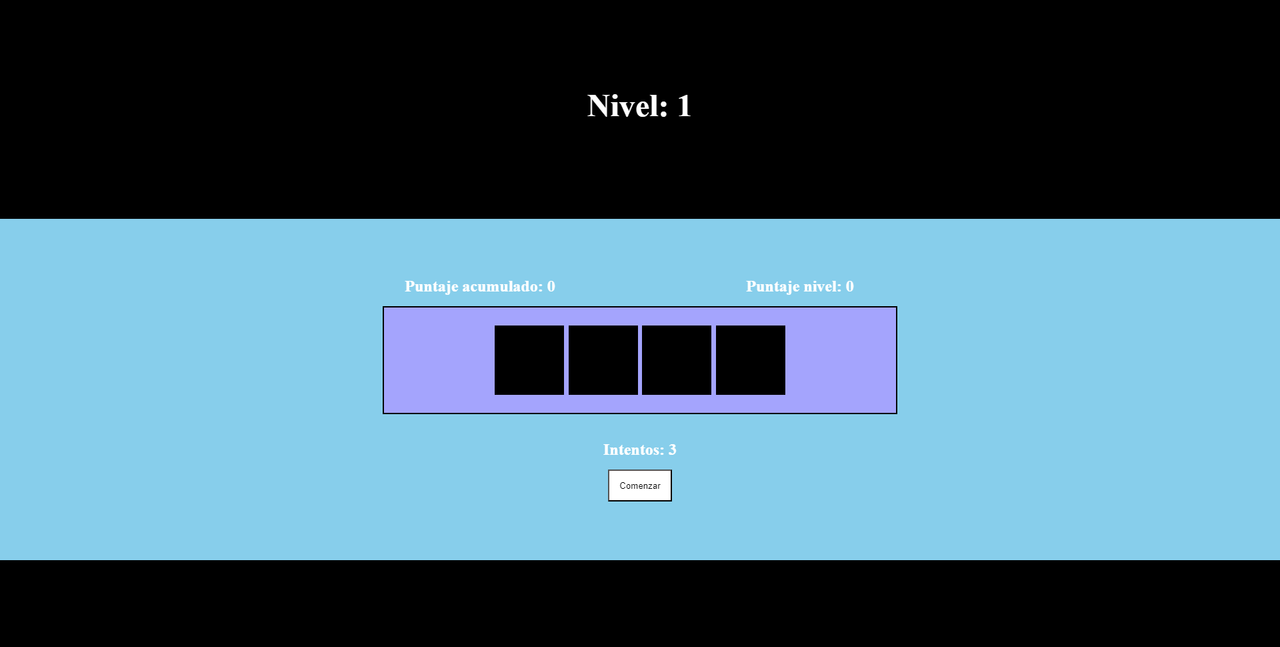 Nivel: 1
Puntaje acumulado: 0
Puntaje nivel: 0
Intentos: 3
Comenzar